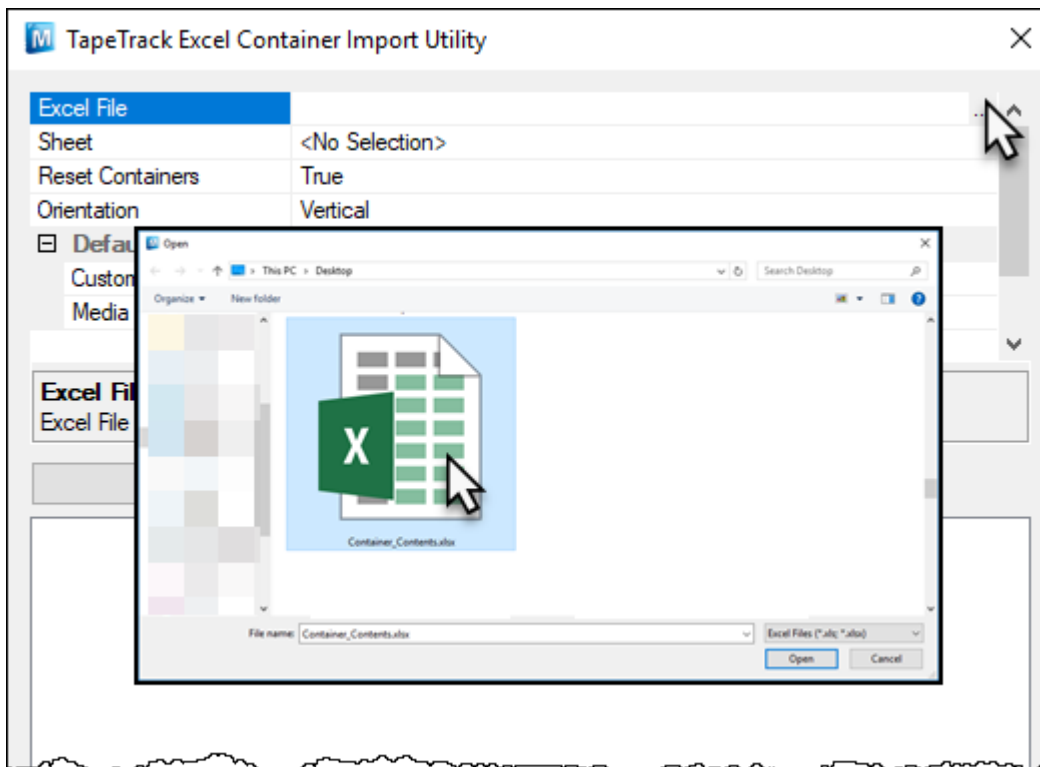 TapeTrack Excel Container Import Utility
Excel File
...
Sheet <No Selection>
Reset Containers True
Orientation Vertical
Defau
Custom
Media
Excel Fil
Excel File
Open
This PC > Desktop
Search Desktop
Organize New folder
X
Container_Contents.xlsx
File name: Container_Contents.xlsx Excel Files (*.xls; *.xlsx)
Open Cancel